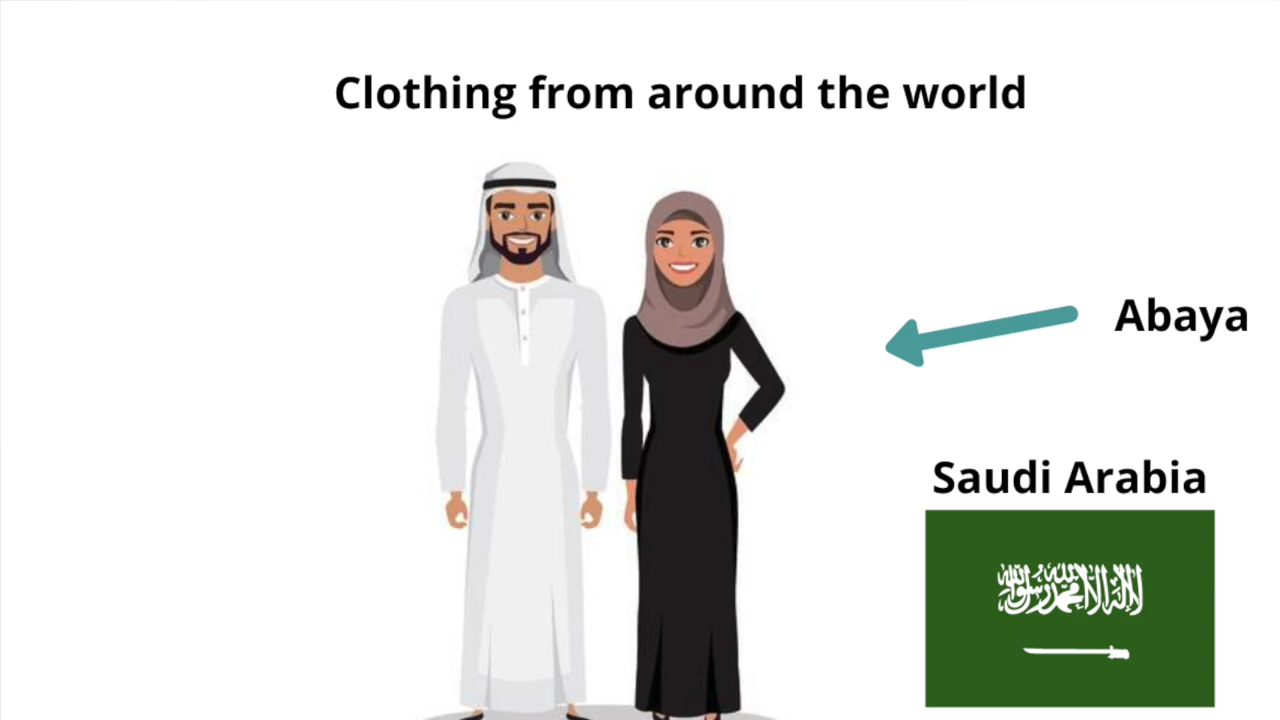 Clothing from around the world
Abaya
Saudi Arabia
لا إله إلا الله محمد رسول الله